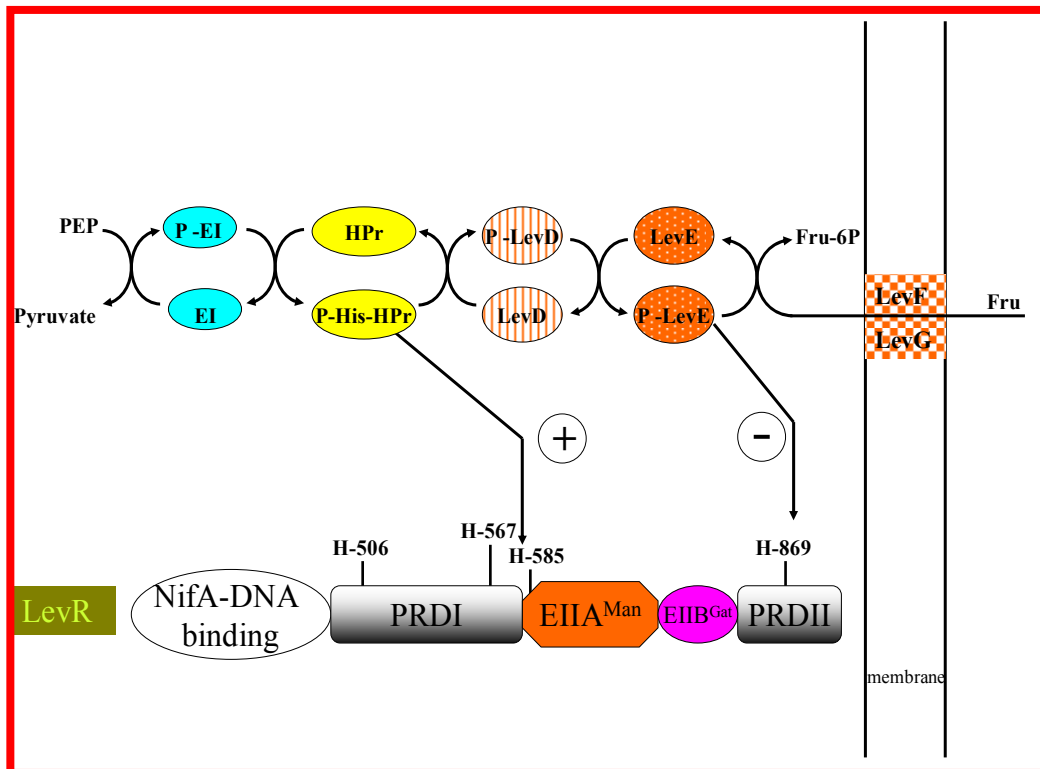 PEP
P -EI
HPr
P -LevD
LevE
Fru-6P
Pyruvate
EI
P-His-HPr
LevD
P -LevE
LevF
LevG
Fru
+
-
H-506
H-567
H-585
H-869
LevR
NifA-DNA
binding
PRDI
EIIAMan
EIIBGat
PRDII
membrane